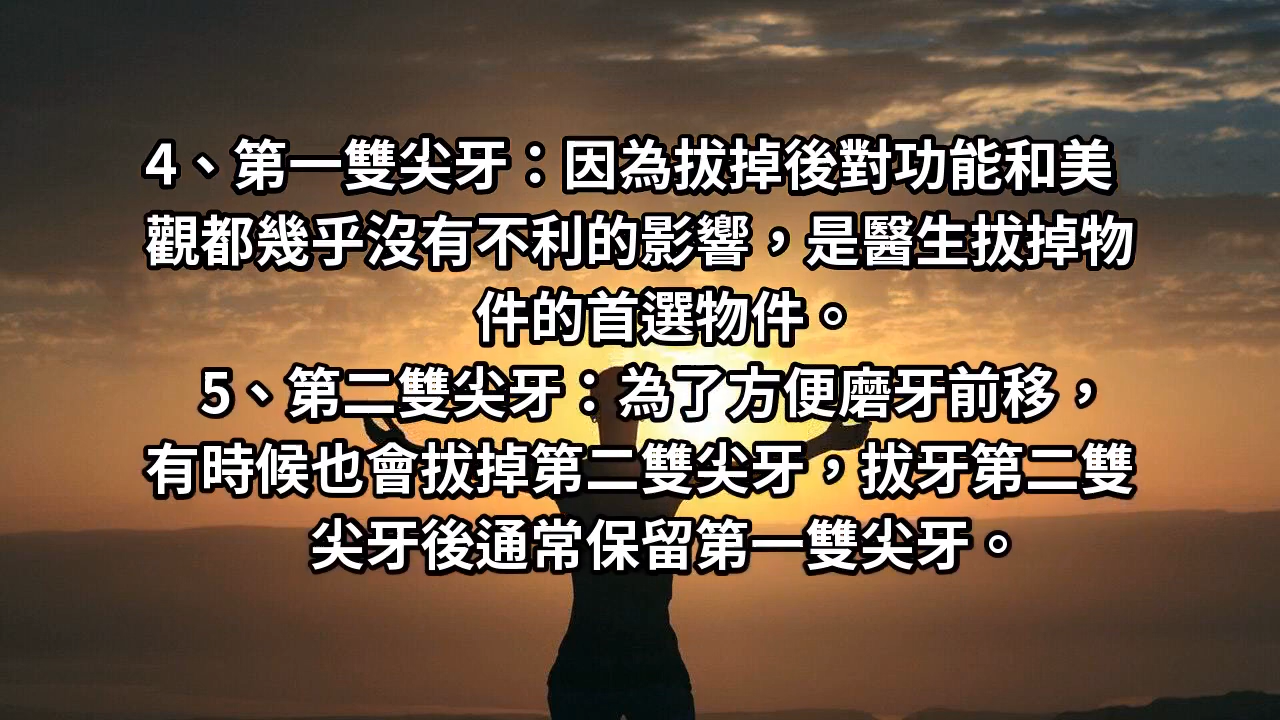 4、第一雙尖牙：因為拔掉後對功能和美
觀都幾乎沒有不利的影響，是醫生拔掉物
件的首選物件。
5、第二雙尖牙：為了方便磨牙前移，
有時候也會拔掉第二雙尖牙，拔牙第二雙
尖牙後通常保留第一雙尖牙。